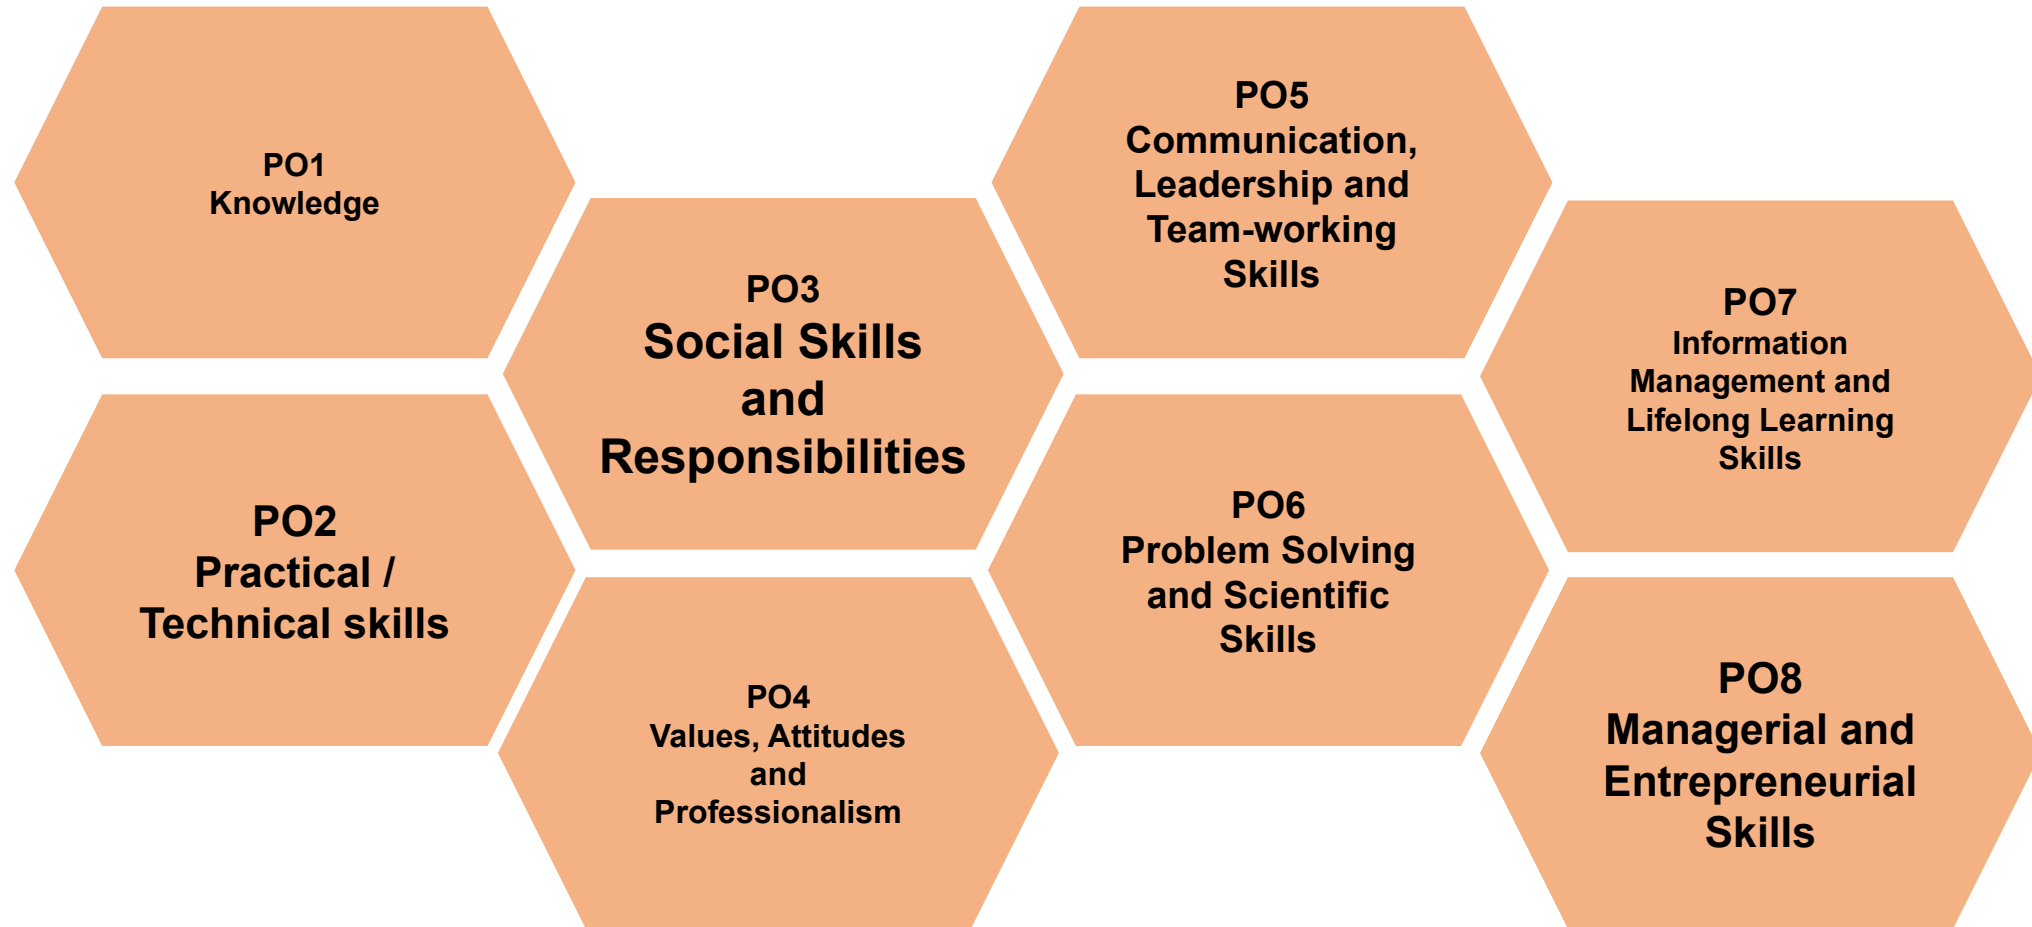 PO1
Knowledge
PO2
Practical /
Technical skills
PO3
Social Skills
and
Responsibilities
PO4
Values, Attitudes
and
Professionalism
PO5
Communication,
Leadership and
Team-working
Skills
PO6
Problem Solving
and Scientific
Skills
PO7
Information
Management and
Lifelong Learning
Skills
PO8
Managerial and
Entrepreneurial
Skills